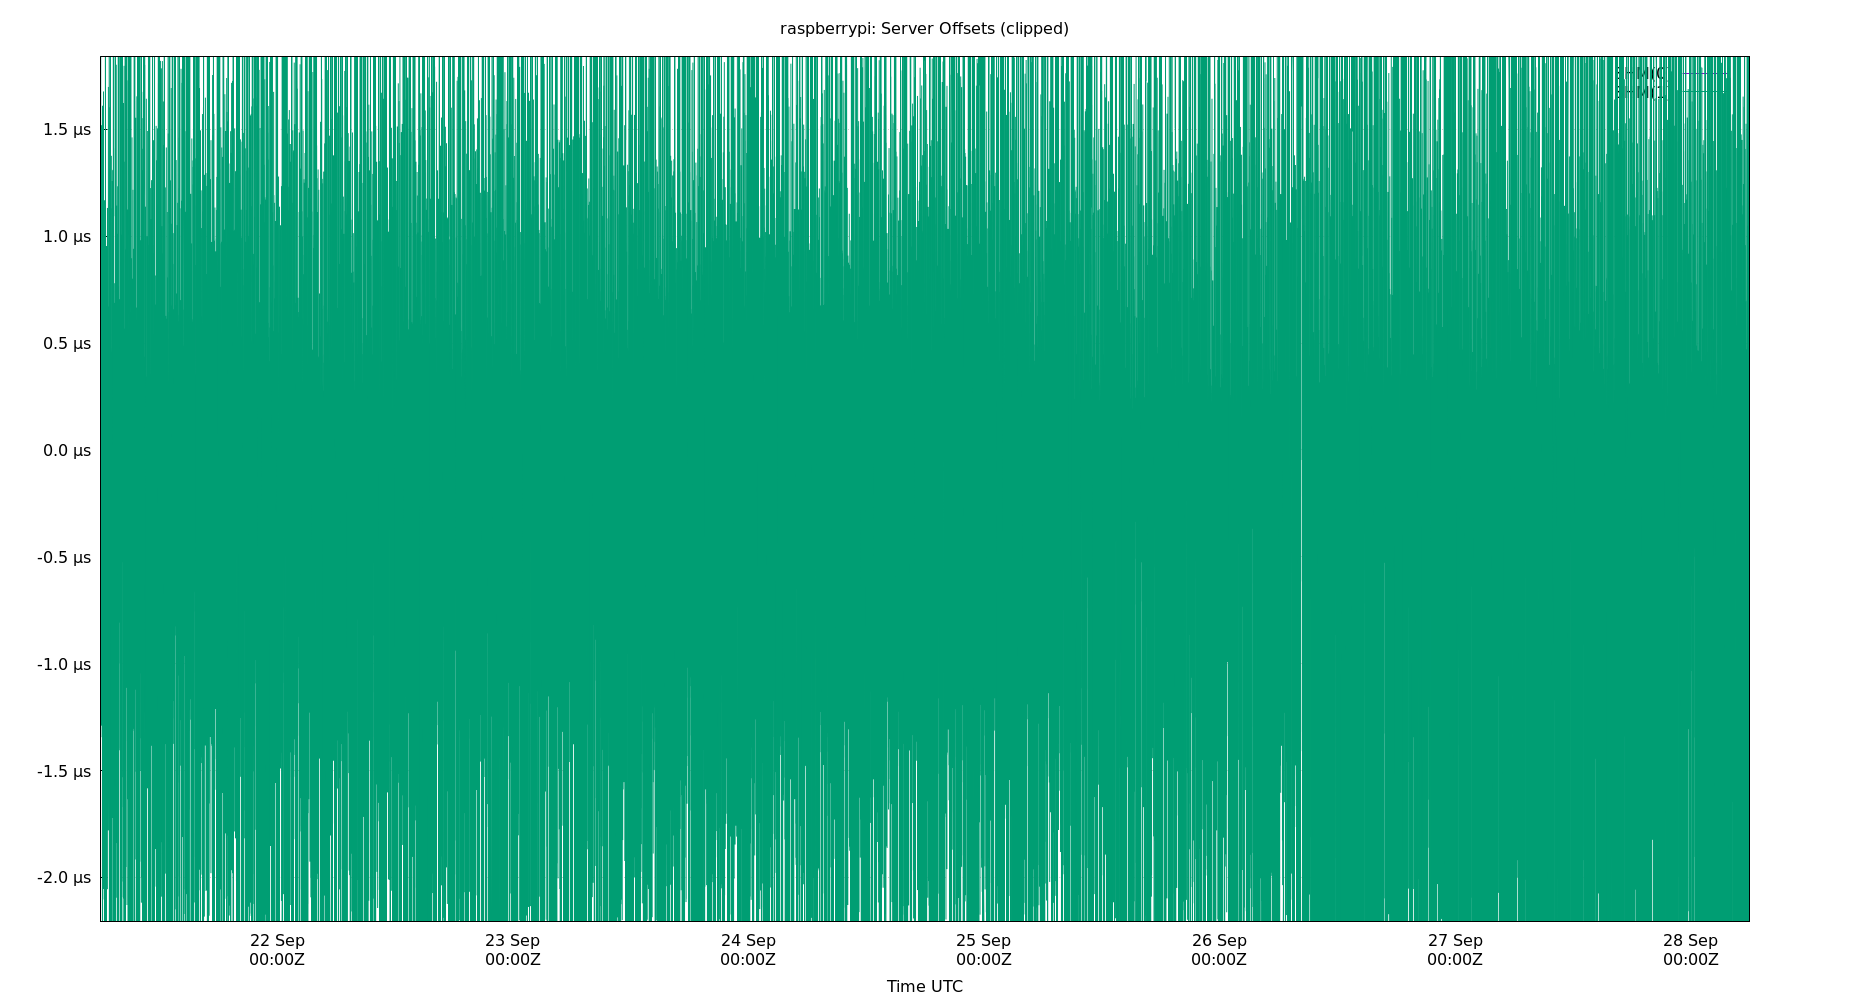 raspberrypi: Server Offsets (clipped)
1.5 µs
1.0 µs
0.5 µs
0.0 µs
-0.5 µs
-1.0 µs
-1.5 µs
-2.0 µs
22 Sep 23 Sep 24 Sep 25 Sep 26 Sep 27 Sep 28 Sep
00:00Z 00:00Z 00:00Z 00:00Z 00:00Z 00:00Z 00:00Z
Time UTC